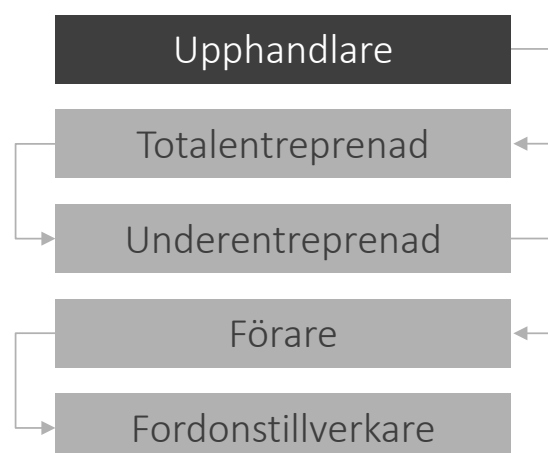 Upphandlare
Totalentreprenad
Underentreprenad
Förare
Fordonstillverkare